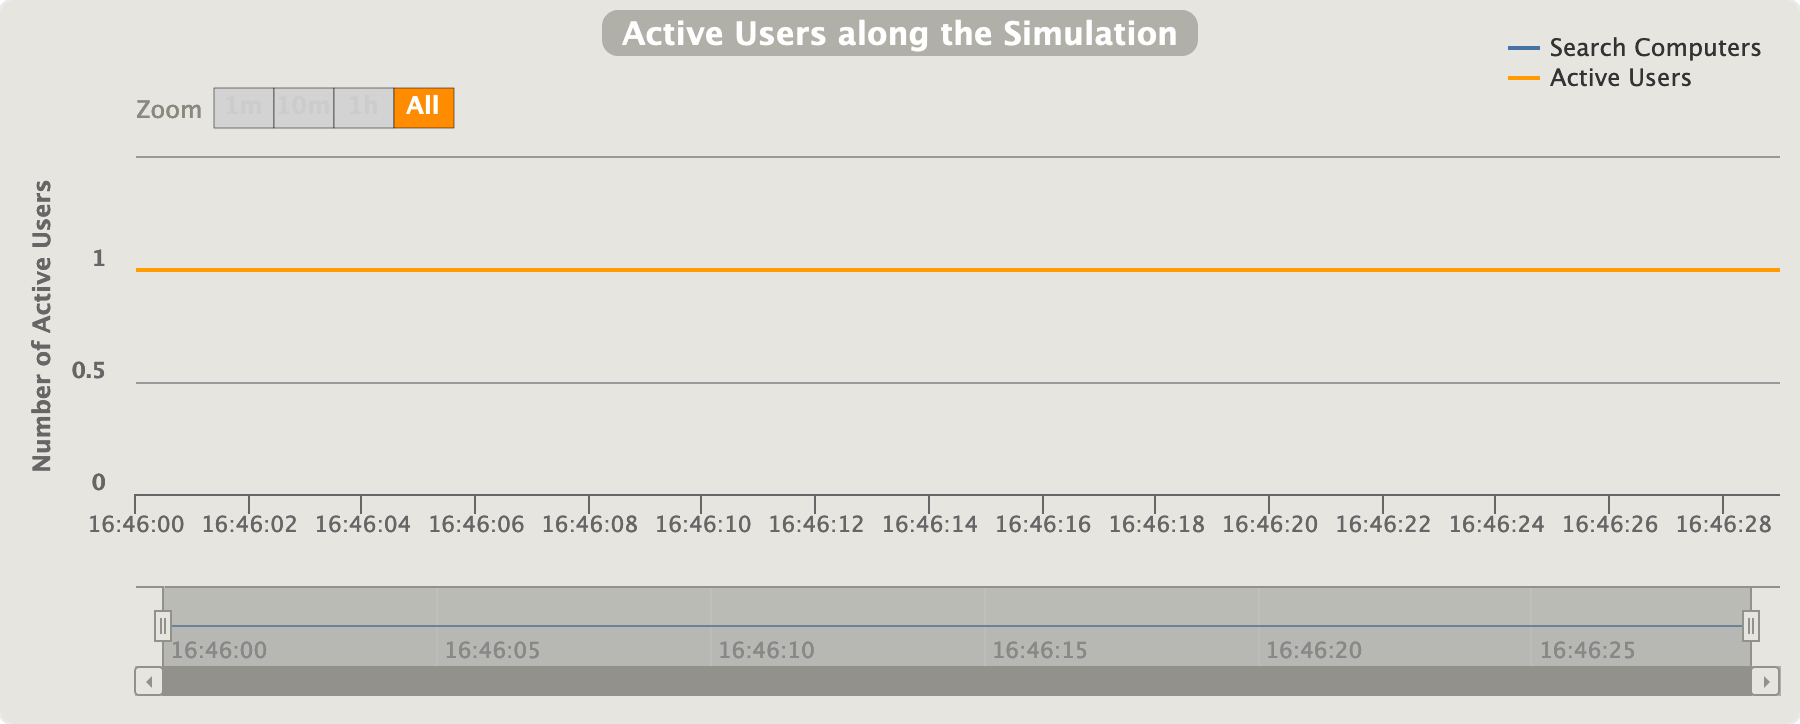 Active Users along the Simulation
Search Computers
Active Users
Zoom 1m 10m 1h All
Number of Active Users
1
0.5
0
16:46:00 16:46:02 16:46:04 16:46:06 16:46:08 16:46:10 16:46:12 16:46:14 16:46:16 16:46:18 16:46:20 16:46:22 16:46:24 16:46:26 16:46:28
16:46:00 16:46:05 16:46:10 16:46:15 16:46:20 16:46:25